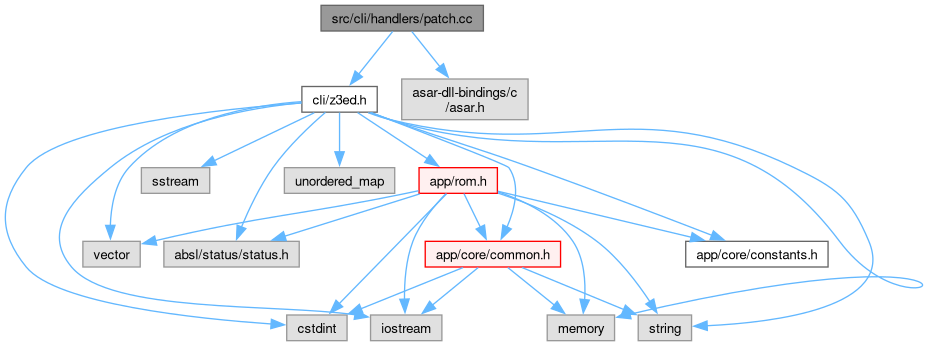 src/cli/handlers/patch.cc
cli/z3ed.h
asar-dll-bindings/c
/asar.h
sstream
unordered_map
app/rom.h
vector
absl/status/status.h
app/core/common.h
app/core/constants.h
cstdint
iostream
memory
string